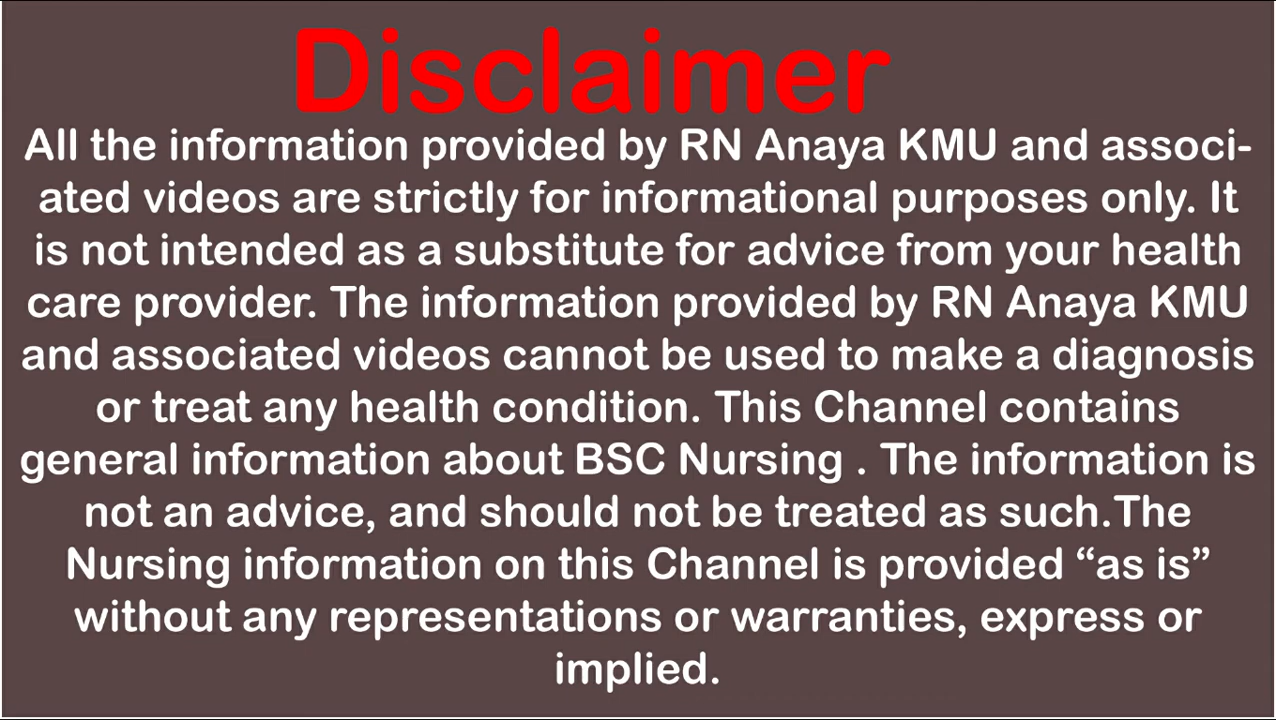 Disclaimer
All the information provided by RN Anaya KMU and associ-
ated videos are strictly for informational purposes only. It
is not intended as a substitute for advice from your health
care provider. The information provided by RN Anaya KMU
and associated videos cannot be used to make a diagnosis
or treat any health condition. This Channel contains
general information about BSC Nursing . The information is
not an advice, and should not be treated as such.The
Nursing information on this Channel is provided “as is”
without any representations or warranties, express or
implied.